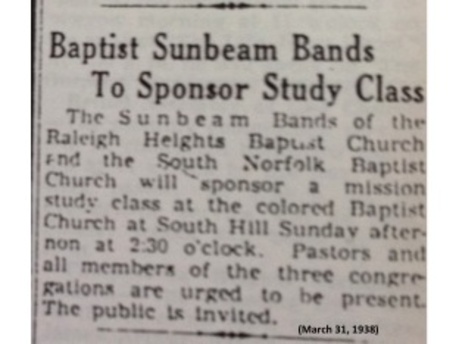 Baptist Sunbeam Bands
To Sponsor Study Class
The Sunbeam Bands of the
Raleigh Heights Baptist Church
and the South Norfolk Baptist
Church will sponsor a mission
study class at the colored Baptist
Church at South Hill Sunday after-
non at 2:30 o'clock. Pastors and
all members of the three congre-
gations are urged to be present.
The public is invited.
(March 31, 1938)